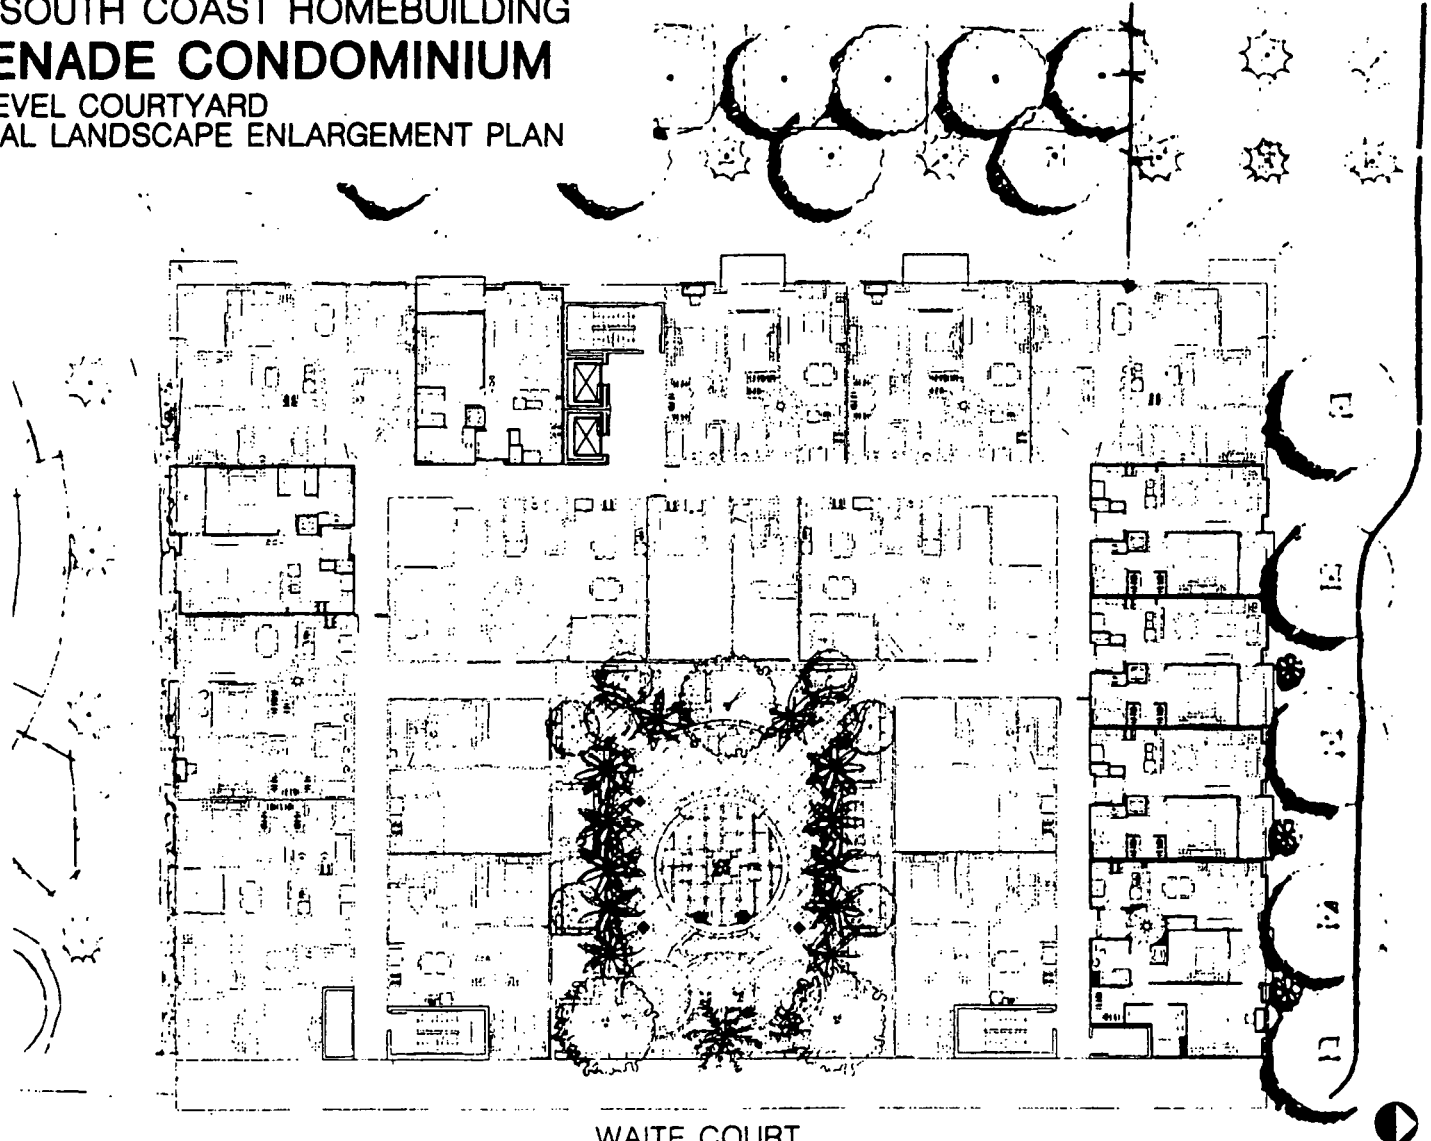 SOUTH COAST HOMEBUILDING
ENADE CONDOMINIUM
EVEL COURTYARD
AL LANDSCAPE ENLARGEMENT PLAN
WAITE COURT